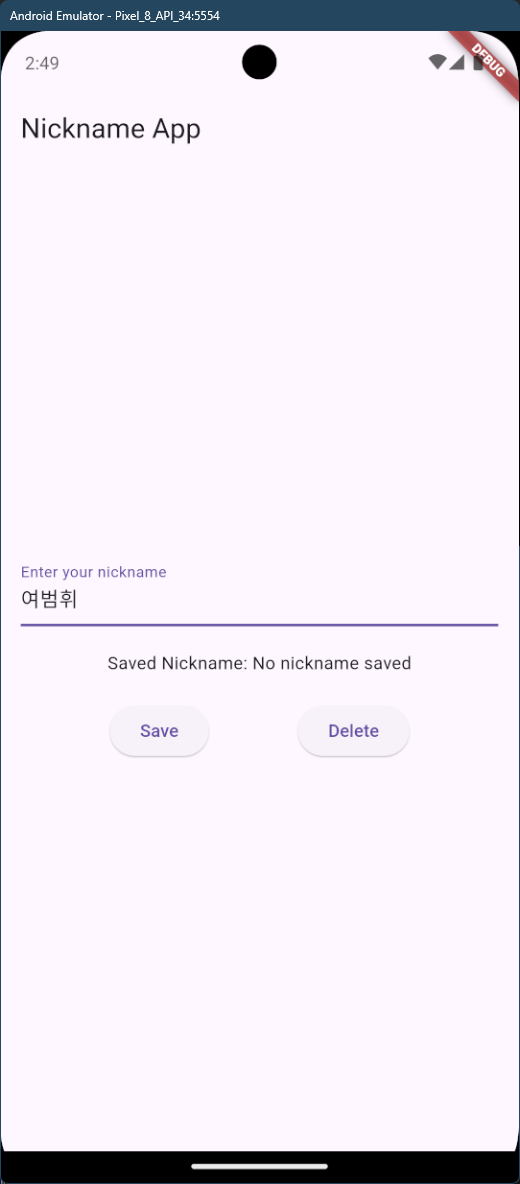 Android Emulator - Pixel_8_API_34:5554
2:49
DEBUG
Nickname App
Enter your nickname
여범휘
Saved Nickname: No nickname saved
Save Delete